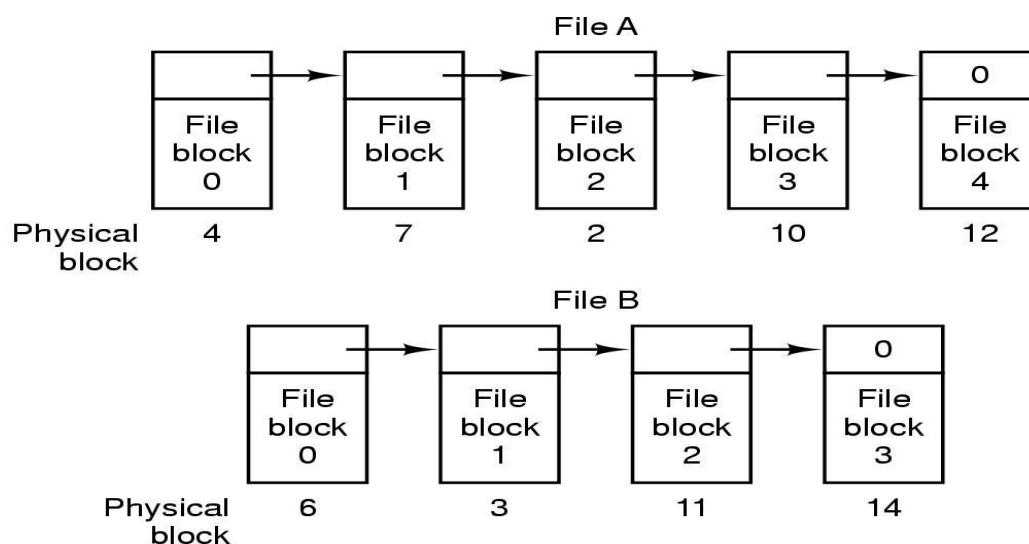 File A
0
File block 0
File block 1
File block 2
File block 3
File block 4
Physical block
4 7 2 10 12
File B
0
File block 0
File block 1
File block 2
File block 3
Physical block
6 3 11 14